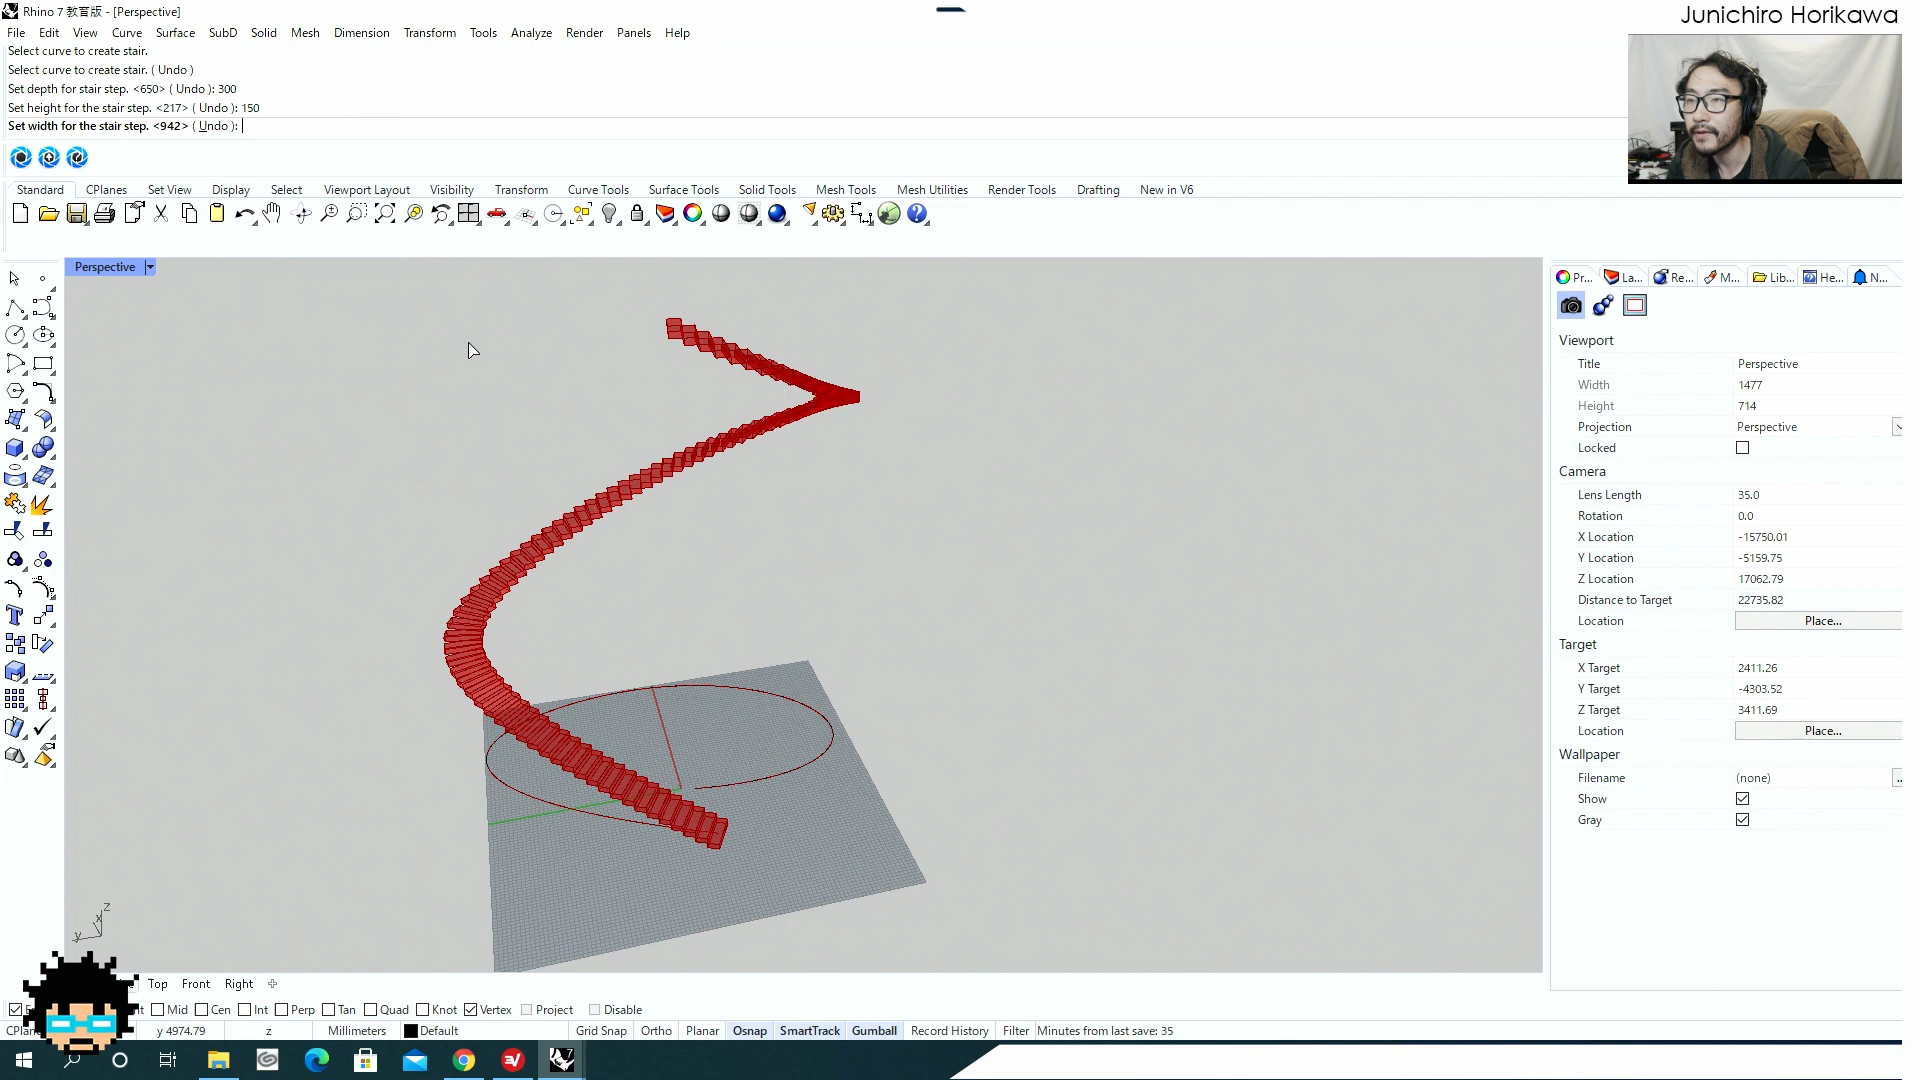 Rhino 7 教育版 - [Perspective]
Junichiro Horikawa
File Edit View Curve Surface SubD Solid Mesh Dimension Transform Tools Analyze Render Panels Help
Select curve to create stair.
Select curve to create stair. ( Undo )
Set depth for stair step. <650> ( Undo ): 300
Set height for the stair step. <217> ( Undo ): 150
Set width for the stair step. <942> ( Undo ):
Standard CPlanes Set View Display Select Viewport Layout Visibility Transform Curve Tools Surface Tools Solid Tools Mesh Tools Mesh Utilities Render Tools Drafting New in V6
Perspective
Pr... La... Re... M... Lib... He... N...
Viewport
Title Perspective
Width 1477
Height 714
Projection Perspective
Locked
Camera
Lens Length 35.0
Rotation 0.0
X Location -15750.01
Y Location -5159.75
Z Location 17062.79
Distance to Target 22735.82
Location Place...
Target
X Target 2411.26
Y Target -4303.52
Z Target 3411.69
Location Place...
Wallpaper
Filename (none) ..
Show
Gray
z
x
y
Top Front Right
Mid Cen Int Perp Tan Quad Knot Vertex Project Disable
CPlan y 4974.79 z Millimeters Default Grid Snap Ortho Planar Osnap SmartTrack Gumball Record History Filter Minutes from last save: 35